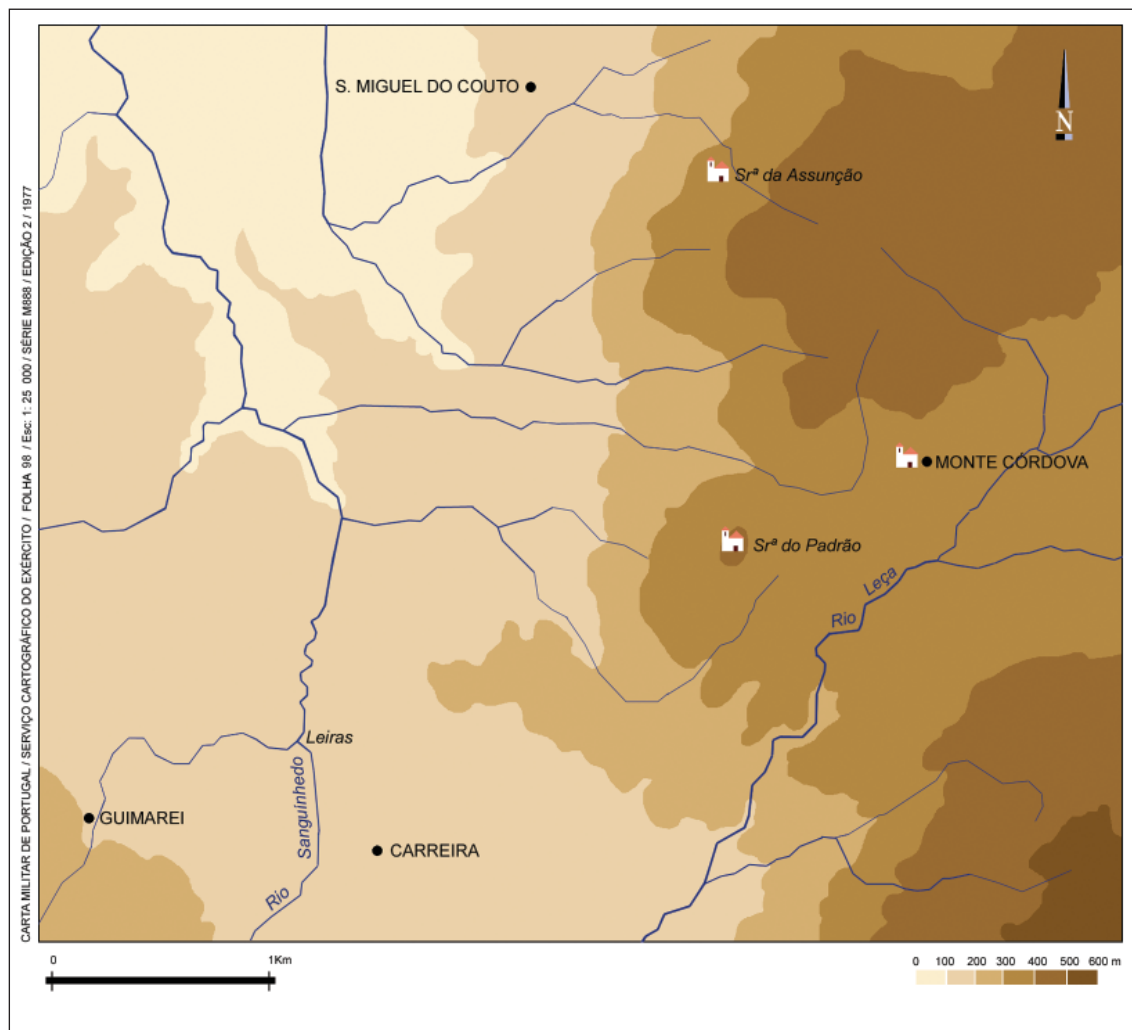 S. MIGUEL DO COUTO
N
Srª da Assunção
MONTE CÓRDOVA
Srª do Padrão
Rio Leça
Leiras
GUIMAREI
Rio Sanguinhedo
CARREIRA
CARTA MILITAR DE PORTUGAL / SERVIÇO CARTOGRÁFICO DO EXÉRCITO / FOLHA 98 / Esc: 1: 25 000 / SÉRIE M888 / EDIÇÃO 2 / 1977
0 1Km
0 100 200 300 400 500 600 m